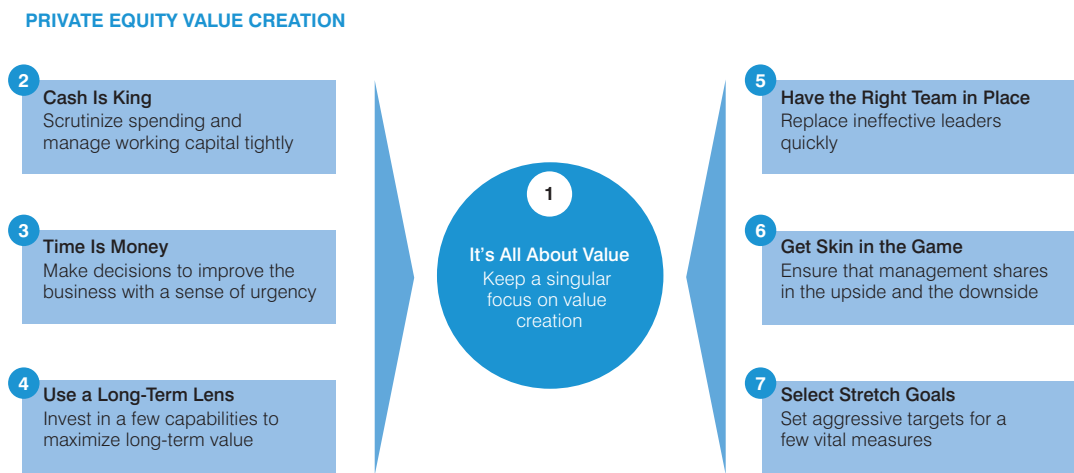 PRIVATE EQUITY VALUE CREATION
2
Cash Is King
Scrutinize spending and
manage working capital tightly
3
Time Is Money
Make decisions to improve the
business with a sense of urgency
4
Use a Long-Term Lens
Invest in a few capabilities to
maximize long-term value
1
It's All About Value
Keep a singular
focus on value
creation
5
Have the Right Team in Place
Replace ineffective leaders
quickly
6
Get Skin in the Game
Ensure that management shares
in the upside and the downside
7
Select Stretch Goals
Set aggressive targets for a
few vital measures